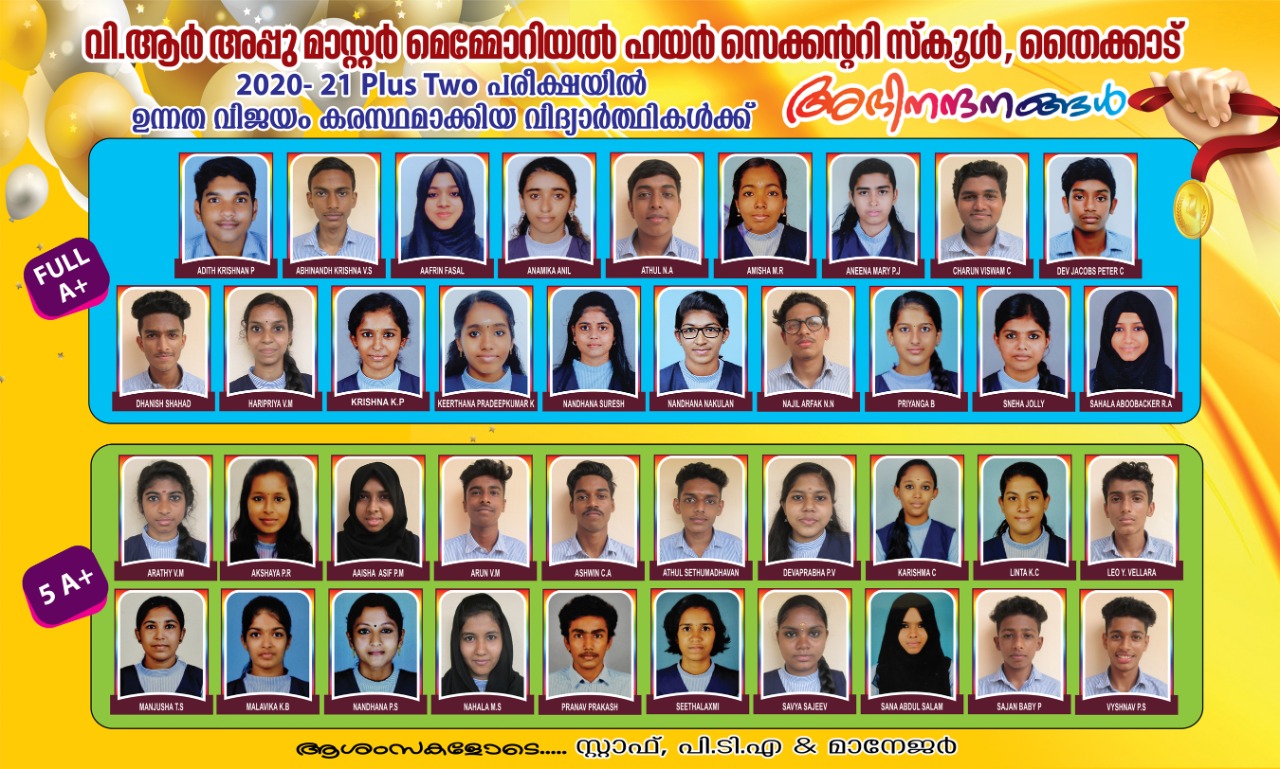 വി.ആർ അപ്പു മാസ്റ്റർ മെമ്മോറിയൽ ഹയർ സെക്കന്ററി സ്കൂൾ, തൈക്കാട്
2020- 21 Plus Two പരീക്ഷയിൽ
ഉന്നത വിജയം കരസ്ഥമാക്കിയ വിദ്യാർത്ഥികൾക്ക്
അഭിനന്ദനങ്ങൾ
FULL
A+
ADITH KRISHNAN P ABHINANDH KRISHNA V.S AAFRIN FASAL ANAMIKA ANIL ATHUL N.A AMISHA M.R ANEENA MARY P.J CHARUN VISWAM C DEV JACOBS PETER C
DHANISH SHAHAD HARIPRIYA V.M KRISHNA K.P KEERTHANA PRADEEPKUMAR K NANDHANA SURESH NANDHANA NAKULAN NAJIL ARFAK N.N PRIYANGA B SNEHA JOLLY SAHALA ABOOBACKER R.A
5 A+
ARATHY V.M AKSHAYA P.R AAISHA ASIF P.M ARUN V.M ASHWIN C.A ATHUL SETHUMADHAVAN DEVAPRABHA P.V KARISHMA C LINTA K.C LEO Y. VELLARA
MANJUSHA T.S MALAVIKA K.B NANDHANA P.S NAHALA M.S PRANAV PRAKASH SEETHALAXMI SAVYA SAJEEV SANA ABDUL SALAM SAJAN BABY P VYSHNAV P.S
ആശംസകളോടെ..... സ്റ്റാഫ്, പി.ടി.എ & മാനേജർ